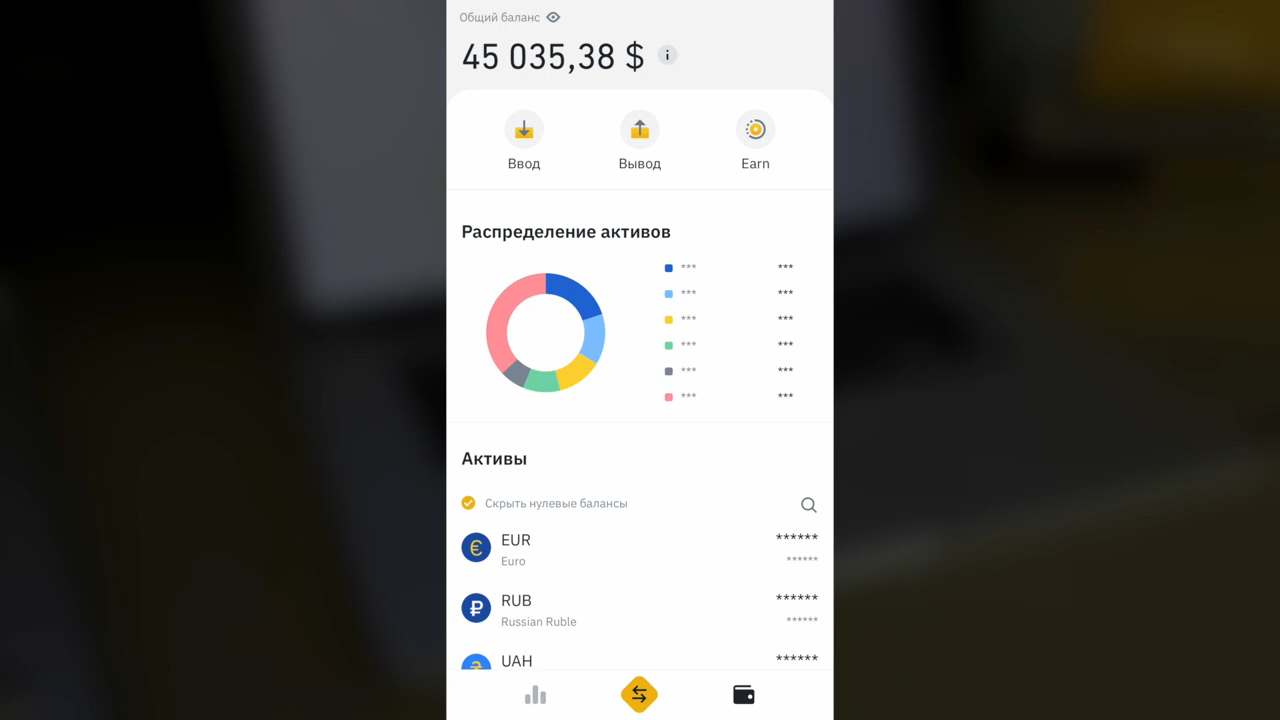 Общий баланс
45 035,38 $
Ввод Вывод Earn
Распределение активов
*** ***
*** ***
*** ***
*** ***
*** ***
*** ***
Активы
Скрыть нулевые балансы
EUR ******
Euro ******
RUB ******
Russian Ruble ******
UAH ******